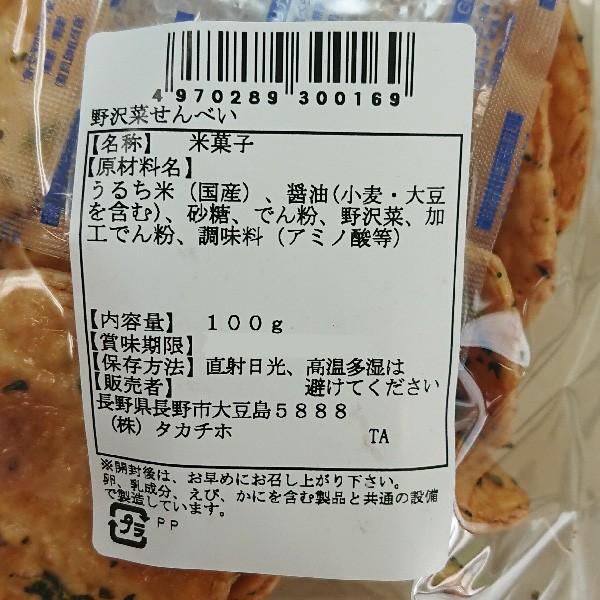 4 970289 300169
野沢菜せんべい
【名称】 米菓子
【原材料名】
うるち米（国産）、醤油(小麦・大豆
を含む)、砂糖、でん粉、野沢菜、加
工でん粉、調味料（アミノ酸等）
【内容量】 １００ｇ
【賞味期限】
【保存方法】直射日光、高温多湿は
【販売者】 避けてください
長野県長野市大豆島５８８８
（株）タカチホ TA
※開封後は、お早めにお召し上がり下さい。
卵、乳成分、えび、かにを含む製品と共通の設備
で製造しています。
プラ PP